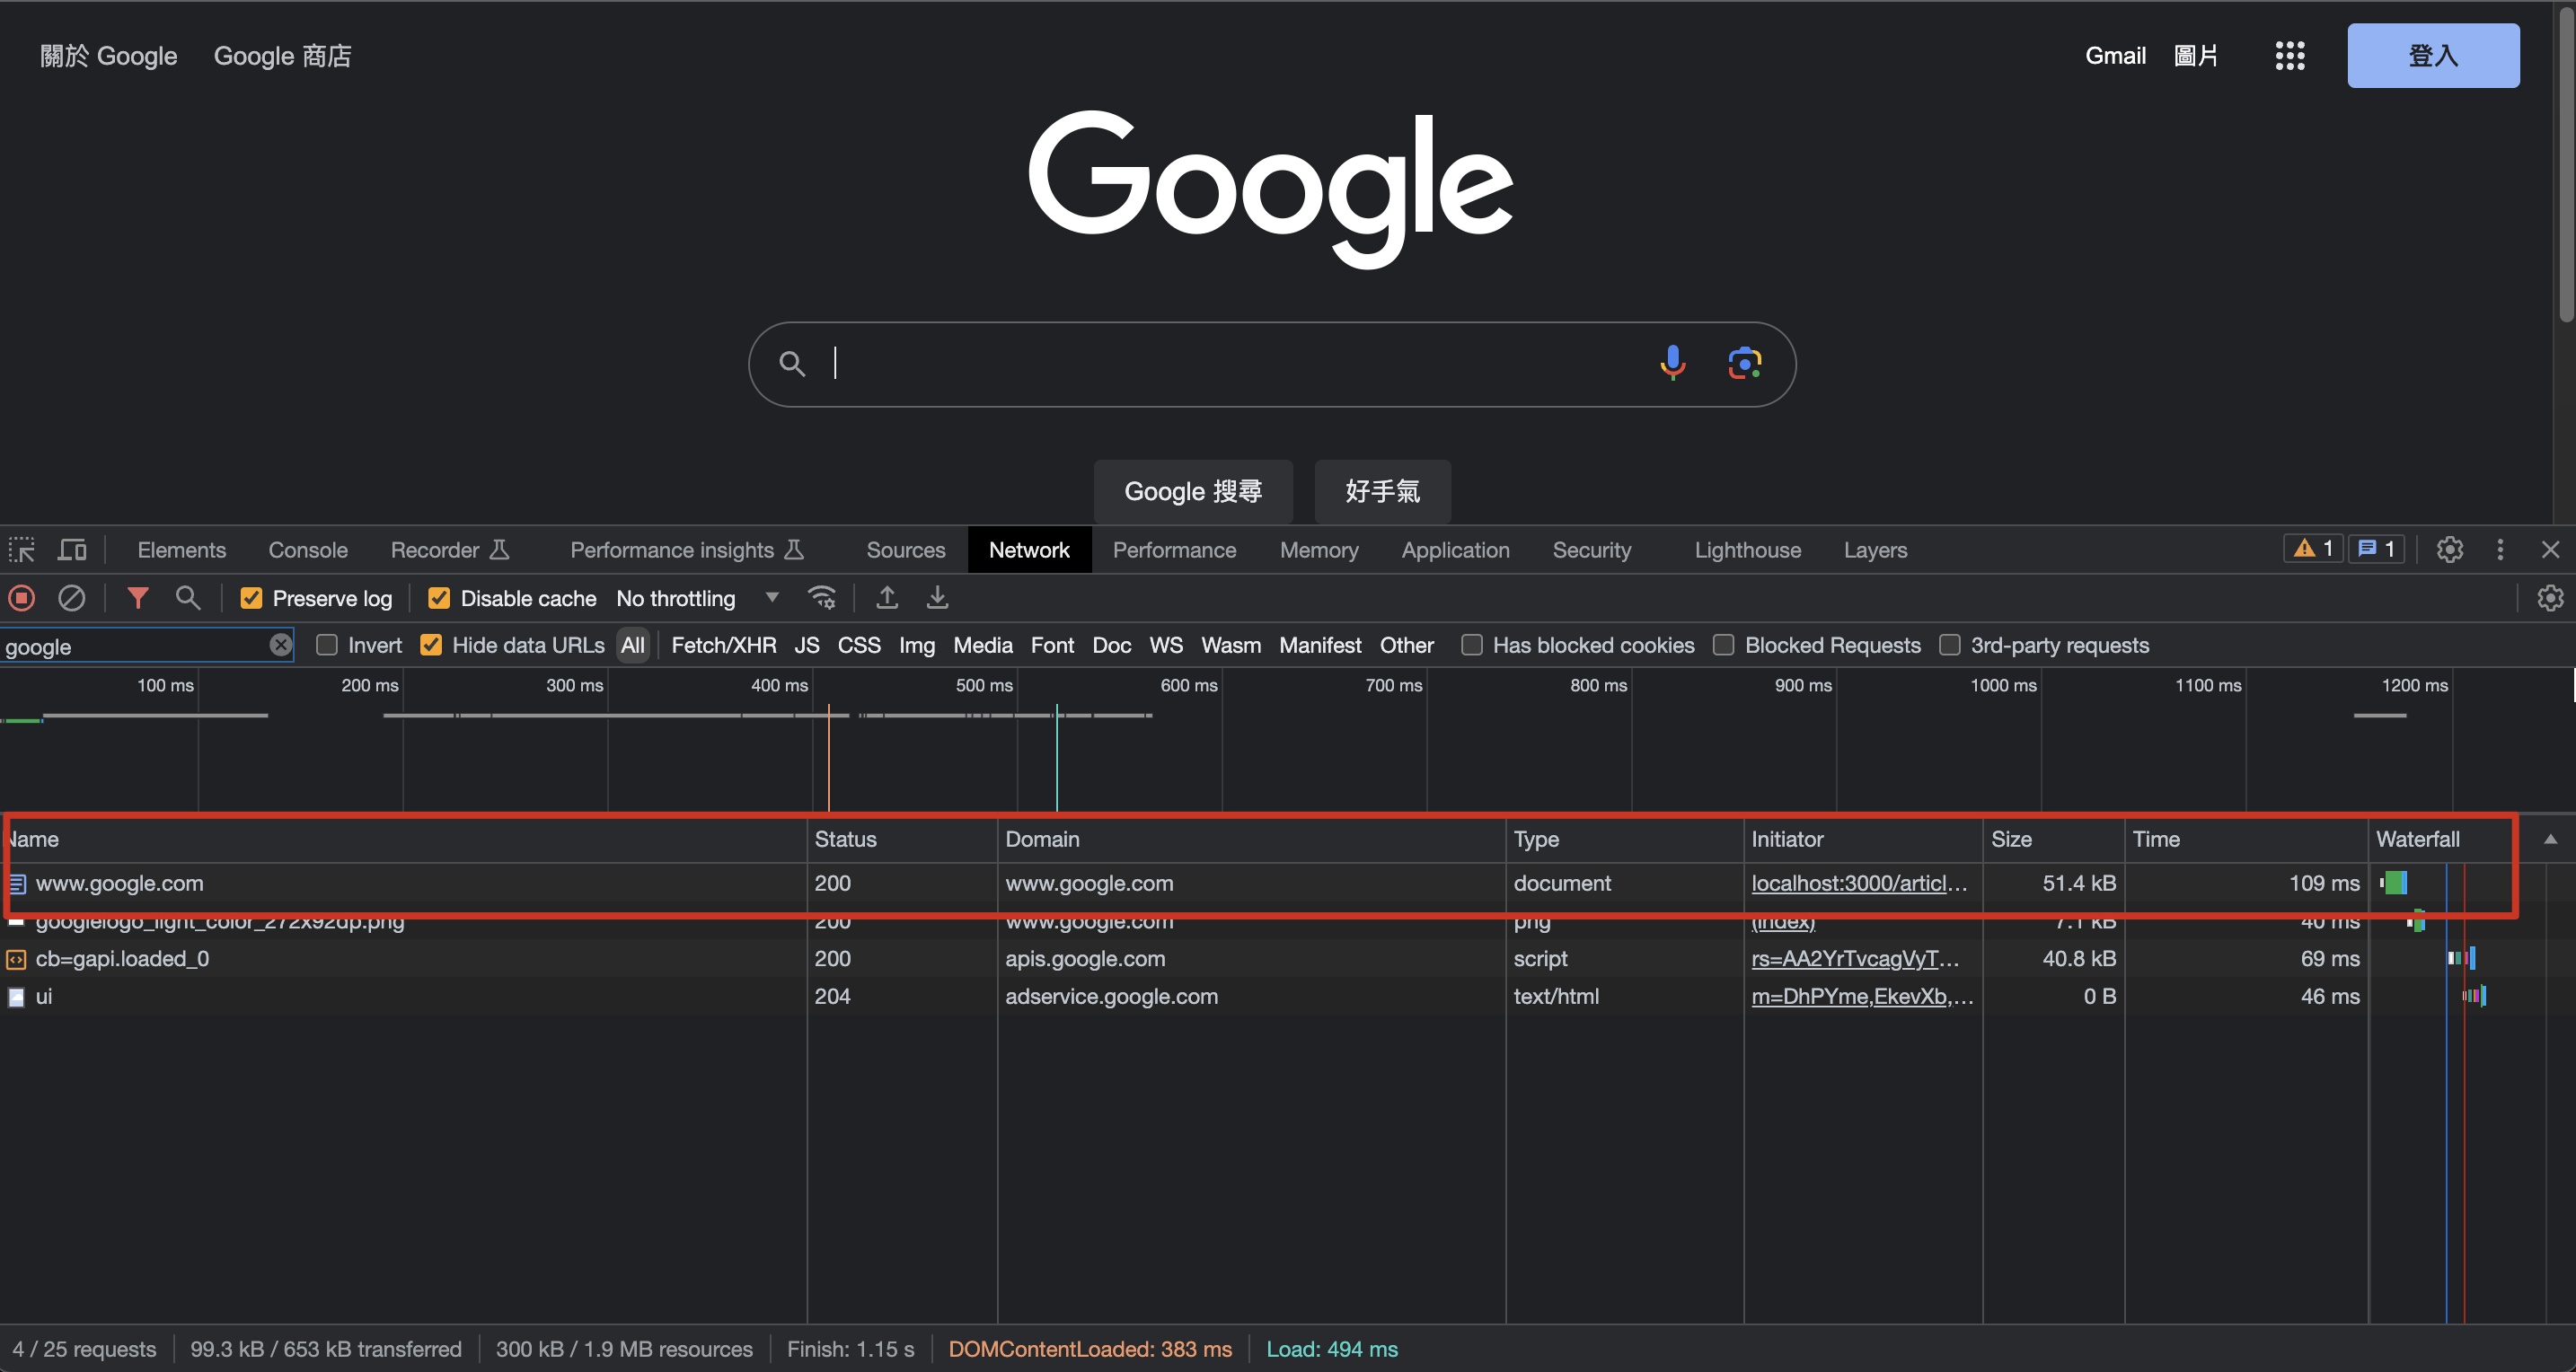 關於 Google Google 商店 Gmail 圖片 登入
Google
Google 搜尋 好手氣
Elements Console Recorder Performance insights Sources Network Performance Memory Application Security Lighthouse Layers 1 1
Preserve log Disable cache No throttling
google Invert Hide data URLs All Fetch/XHR JS CSS Img Media Font Doc WS Wasm Manifest Other Has blocked cookies Blocked Requests 3rd-party requests
100 ms 200 ms 300 ms 400 ms 500 ms 600 ms 700 ms 800 ms 900 ms 1000 ms 1100 ms 1200 ms
Name Status Domain Type Initiator Size Time Waterfall
www.google.com 200 www.google.com document localhost:3000/articl... 51.4 kB 109 ms
googlelogo_light_color_272x92dp.png 200 www.google.com png (index) 7.1 kB 40 ms
cb=gapi.loaded_0 200 apis.google.com script rs=AA2YrTvcagVyT... 40.8 kB 69 ms
ui 204 adservice.google.com text/html m=DhPYme,EkevXb,... 0 B 46 ms
4 / 25 requests 99.3 kB / 653 kB transferred 300 kB / 1.9 MB resources Finish: 1.15 s DOMContentLoaded: 383 ms Load: 494 ms